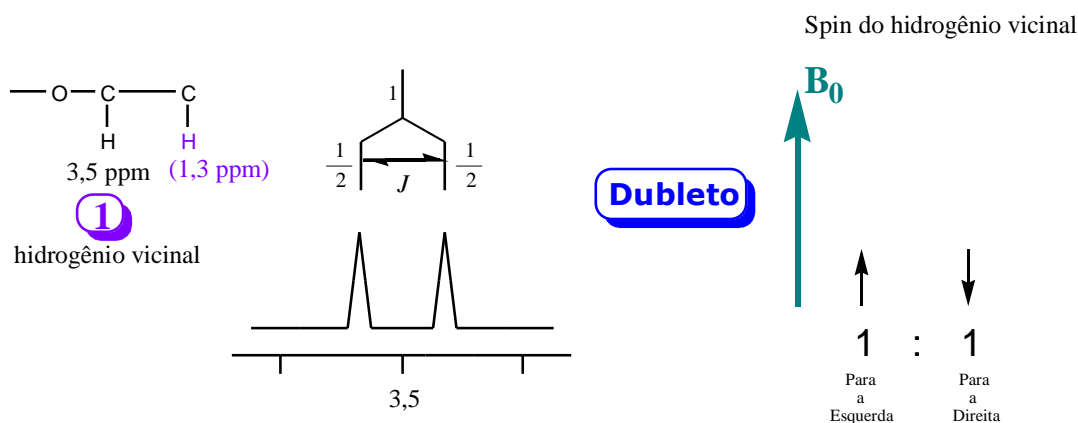 Spin do hidrogênio vicinal
B0
O C C
H H
3,5 ppm (1,3 ppm)
1
hidrogênio vicinal
1
1/2 1/2
J
Dubleto
3,5
1 : 1
Para a Esquerda
Para a Direita